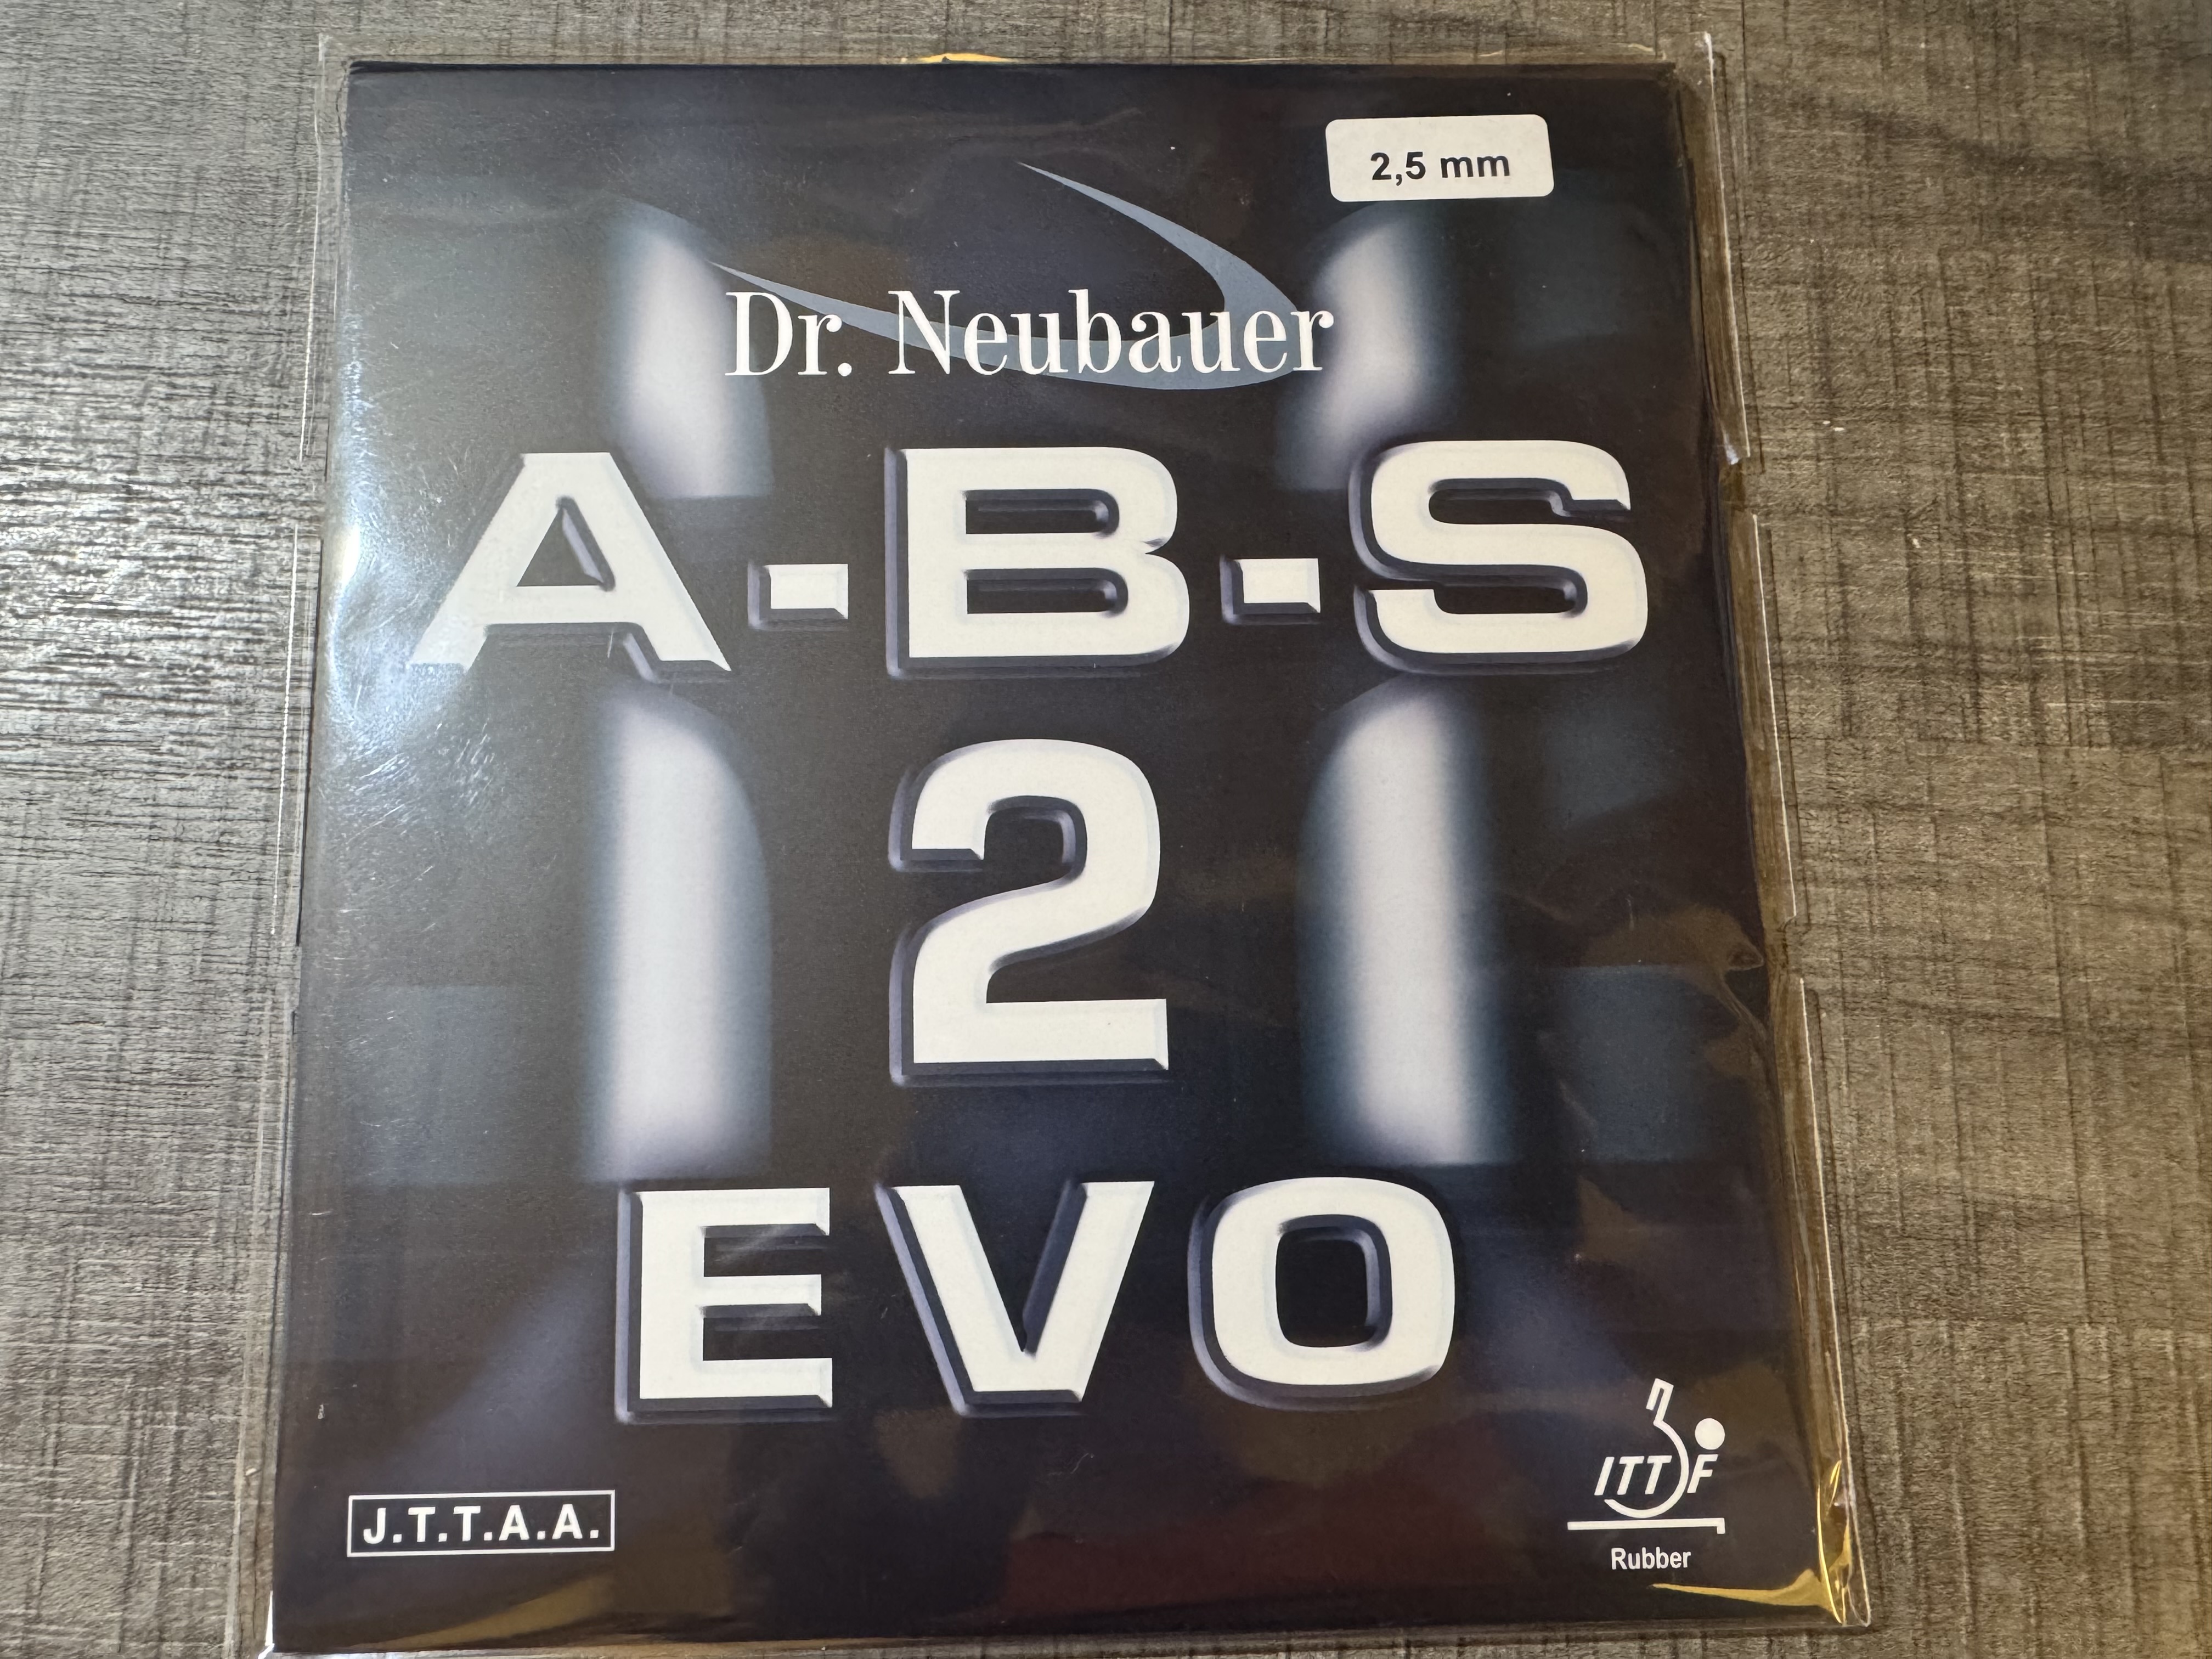 2,5 mm
Dr. Neubauer
A-B-S
2
EVO
J.T.T.A.A.
ITTF
Rubber